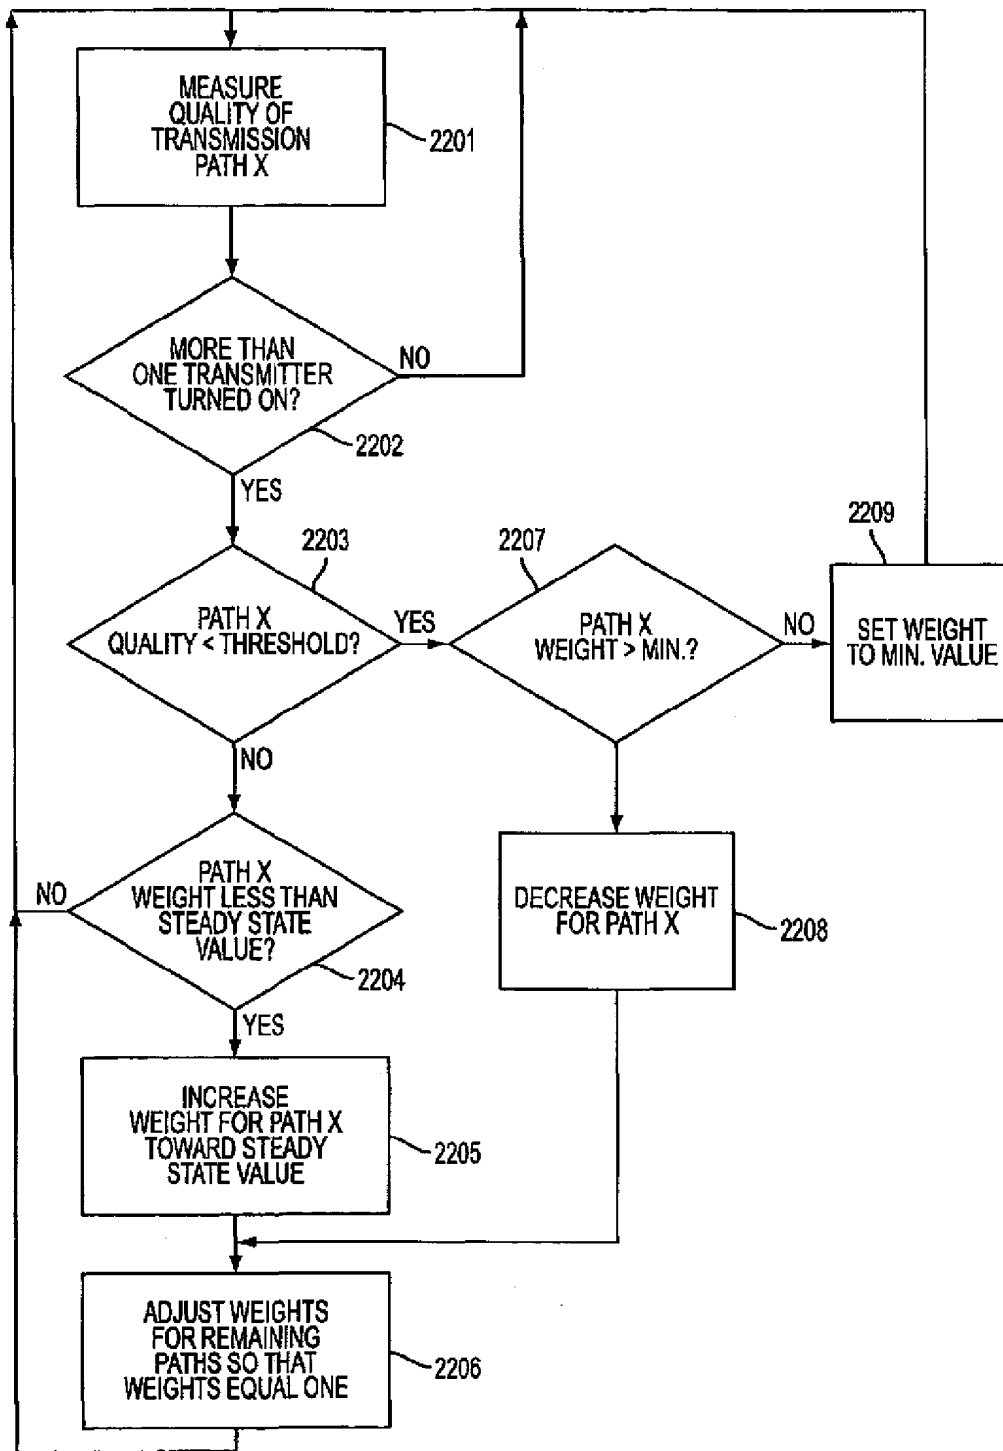 MEASURE
QUALITY OF
TRANSMISSION
PATH X
2201
MORE THAN
ONE TRANSMITTER
TURNED ON?
NO
2202
YES
2203
PATH X
QUALITY < THRESHOLD?
YES
2207
PATH X
WEIGHT > MIN.?
NO
2209
SET WEIGHT
TO MIN. VALUE
NO
PATH X
WEIGHT LESS THAN
STEADY STATE
VALUE?
NO
2204
YES
DECREASE WEIGHT
FOR PATH X
2208
INCREASE
WEIGHT FOR PATH X
TOWARD STEADY
STATE VALUE
2205
ADJUST WEIGHTS
FOR REMAINING
PATHS SO THAT
WEIGHTS EQUAL ONE
2206